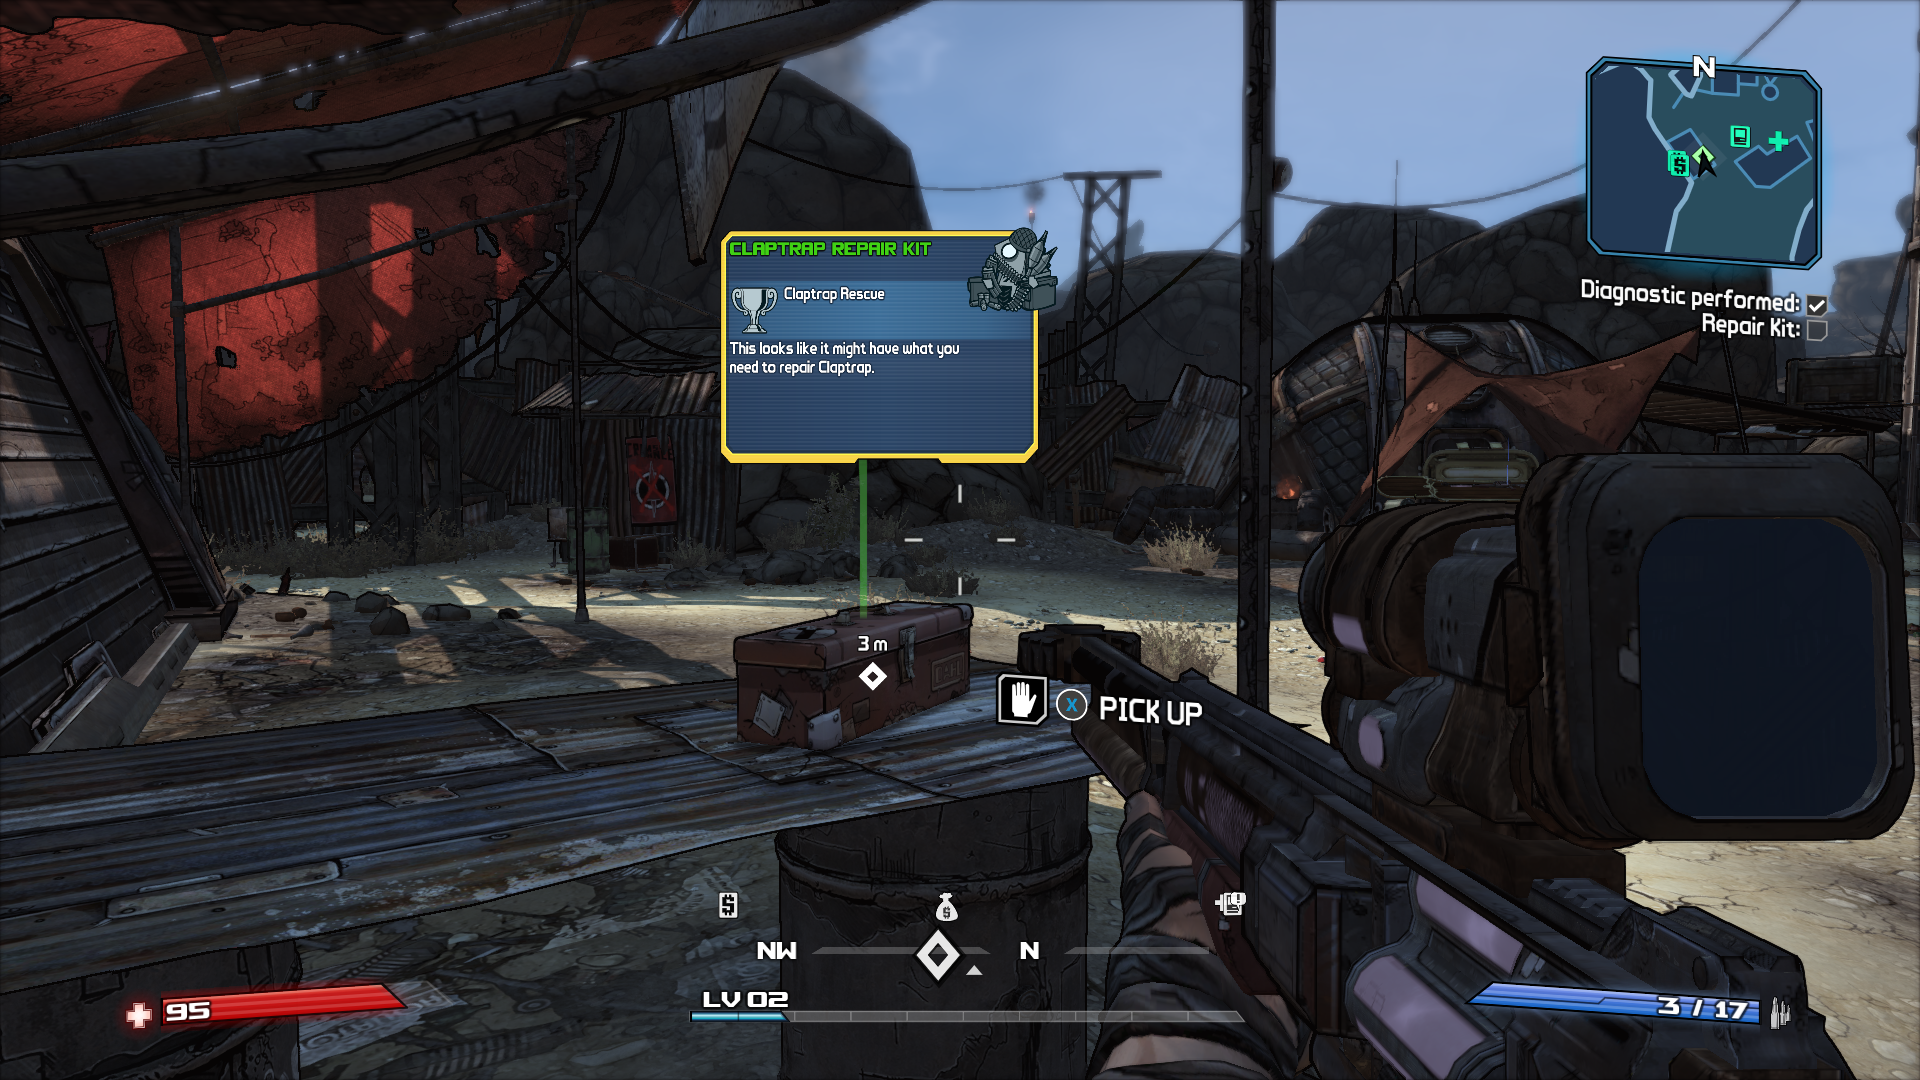 N
CLAPTRAP REPAIR KIT
Claptrap Rescue
This looks like it might have what you
need to repair Claptrap.
Diagnostic performed:
Repair Kit:
3 m
X PICK UP
NW
N
LV 02
95
3 / 17